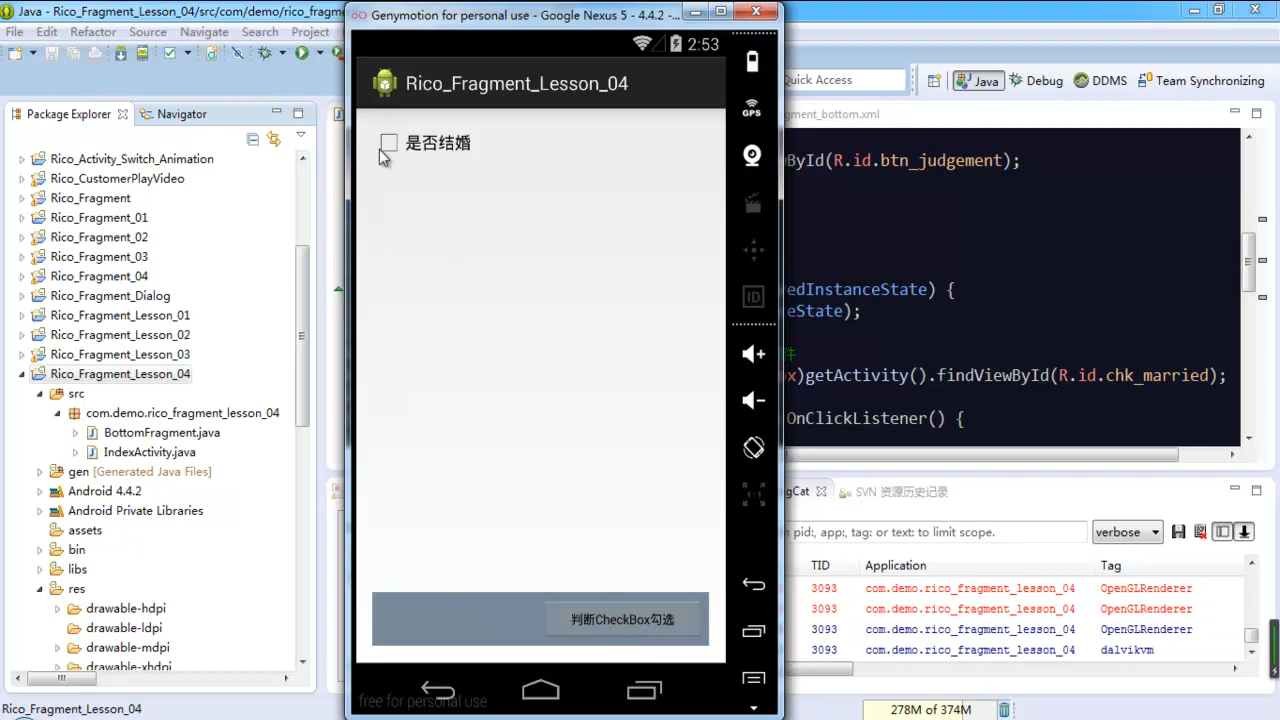 Java - Rico_Fragment_Lesson_04/src/com/demo/rico_fragme
Genymotion for personal use - Google Nexus 5 - 4.4.2 -...
File Edit Refactor Source Navigate Search Project
Quick Access
Java
Debug
DDMS
Team Synchronizing
2:53
Rico_Fragment_Lesson_04
是否结婚
判断CheckBox勾选
free for personal use
GPS
ID
1:1
Package Explorer
Navigator
Rico_Activity_Switch_Animation
Rico_CustomerPlayVideo
Rico_Fragment
Rico_Fragment_01
Rico_Fragment_02
Rico_Fragment_03
Rico_Fragment_04
Rico_Fragment_Dialog
Rico_Fragment_Lesson_01
Rico_Fragment_Lesson_02
Rico_Fragment_Lesson_03
Rico_Fragment_Lesson_04
src
com.demo.rico_fragment_lesson_04
BottomFragment.java
IndexActivity.java
gen [Generated Java Files]
Android 4.4.2
Android Private Libraries
assets
bin
libs
res
drawable-hdpi
drawable-ldpi
drawable-mdpi
drawable-xhdpi
Rico_Fragment_Lesson_04
gment_bottom.xml
ById(R.id.btn_judgement);
edInstanceState) {
eState);
件
ox)getActivity().findViewById(R.id.chk_married);
OnClickListener() {
gCat
SVN 资源历史记录
h pid:, app:, tag: or text: to limit scope.
verbose
TID Application Tag
3093 com.demo.rico_fragment_lesson_04 OpenGLRenderer
3093 com.demo.rico_fragment_lesson_04 OpenGLRenderer
3093 com.demo.rico_fragment_lesson_04 OpenGLRenderer
3093 com.demo.rico_fragment_lesson_04 dalvikvm
278M of 374M